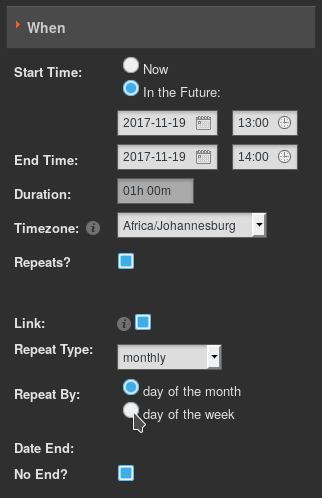 When
Start Time:
Now
In the Future:
2017-11-19 13:00
End Time: 2017-11-19 14:00
Duration: 01h 00m
Timezone: i Africa/Johannesburg
Repeats?
Link: i
Repeat Type: monthly
Repeat By: day of the month
day of the week
Date End:
No End?